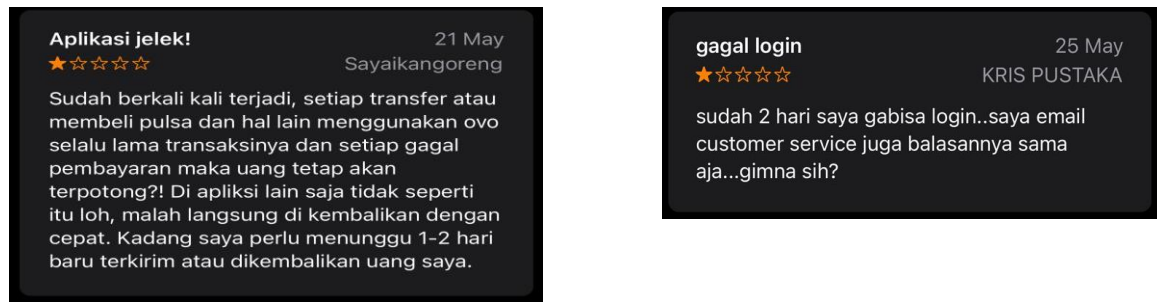 Aplikasi jelek!
21 May
Sayaikangoreng
Sudah berkali kali terjadi, setiap transfer atau
membeli pulsa dan hal lain menggunakan ovo
selalu lama transaksinya dan setiap gagal
pembayaran maka uang tetap akan
terpotong?! Di apliksi lain saja tidak seperti
itu loh, malah langsung di kembalikan dengan
cepat. Kadang saya perlu menunggu 1-2 hari
baru terkirim atau dikembalikan uang saya.
gagal login
25 May
KRIS PUSTAKA
sudah 2 hari saya gabisa login..saya email
customer service juga balasannya sama
aja...gimna sih?